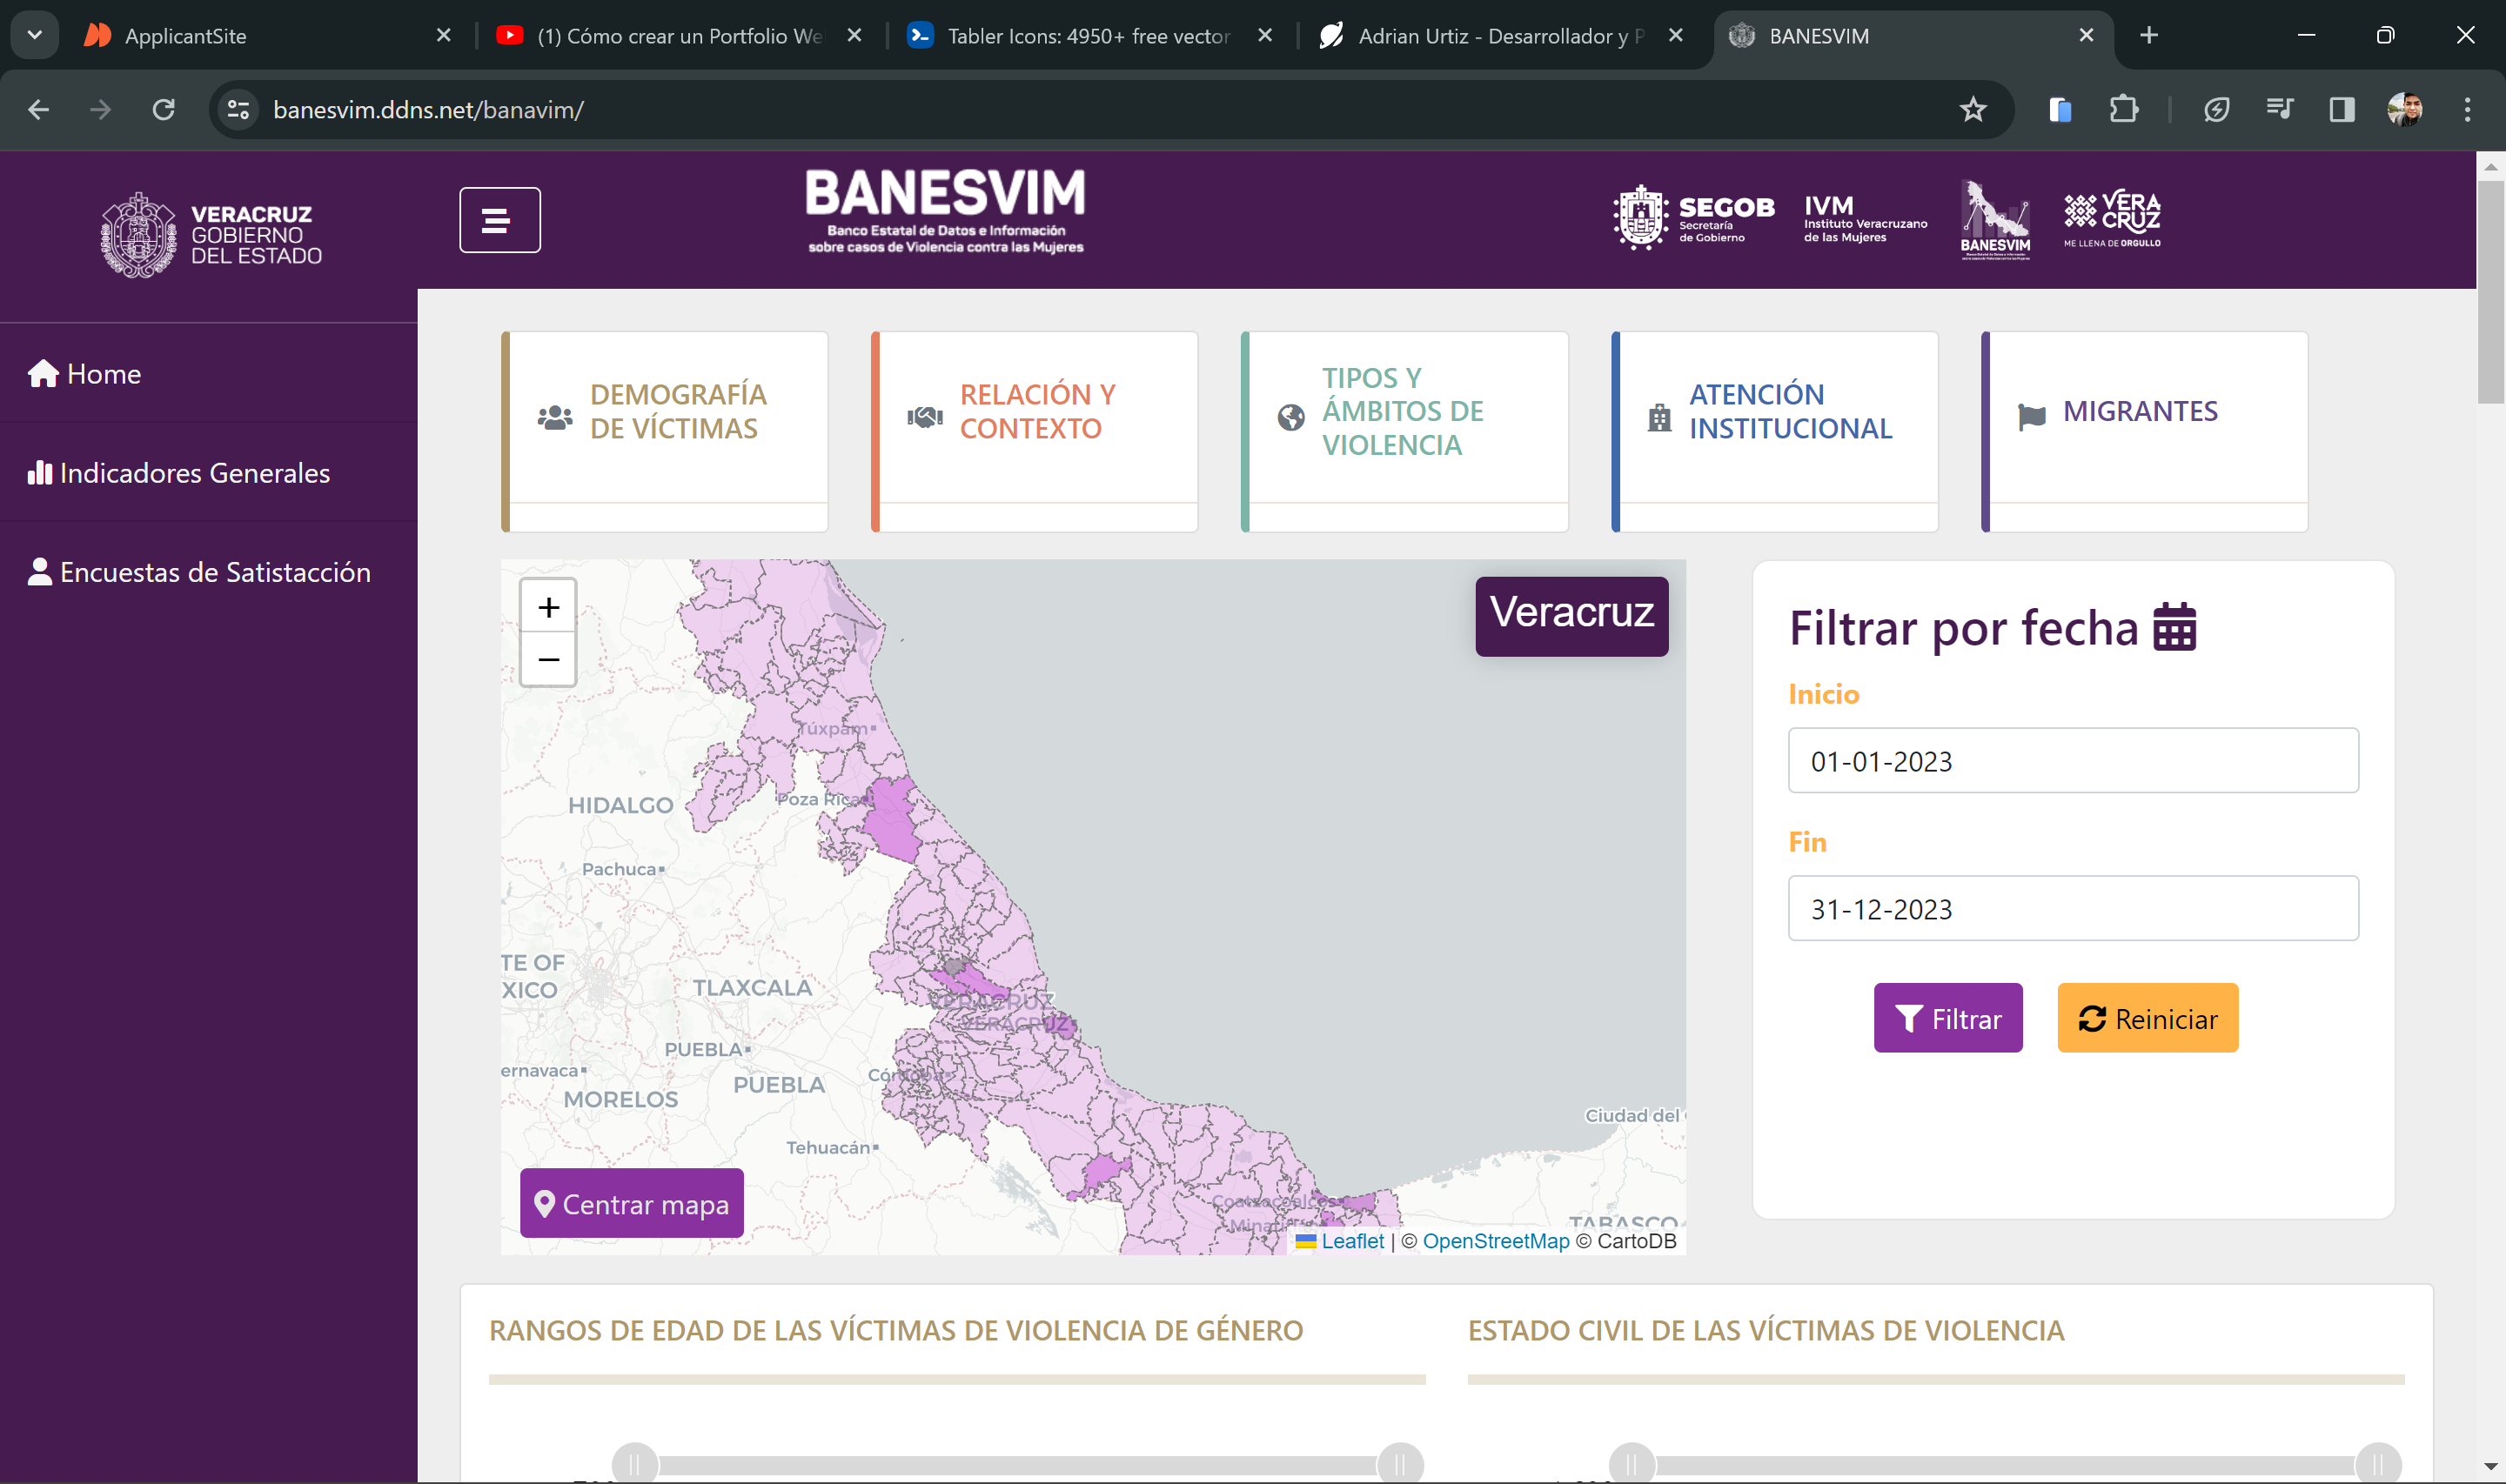 ApplicantSite
(1) Cómo crear un Portfolio We
Tabler Icons: 4950+ free vector
Adrian Urtiz - Desarrollador y P
BANESVIM
banesvim.ddns.net/banavim/
VERACRUZ
GOBIERNO
DEL ESTADO
BANESVIM
Banco Estatal de Datos e Información
sobre casos de Violencia contra las Mujeres
SEGOB
Secretaría
de Gobierno
IVM
Instituto Veracruzano
de las Mujeres
BANESVIM
VERA
CRUZ
ME LLENA DE ORGULLO
Home
Indicadores Generales
Encuestas de Satistacción
DEMOGRAFÍA
DE VÍCTIMAS
RELACIÓN Y
CONTEXTO
TIPOS Y
ÁMBITOS DE
VIOLENCIA
ATENCIÓN
INSTITUCIONAL
MIGRANTES
+
−
Veracruz
Túxpam
HIDALGO
Poza Rica
Pachuca
TE OF
XICO
TLAXCALA
VERACRUZ
VERACRUZ
PUEBLA
ernavaca
PUEBLA
Córdoba
MORELOS
Ciudad del
Tehuacán
Coatzacoalcos
TABASCO
Centrar mapa
Leaflet | © OpenStreetMap © CartoDB
Filtrar por fecha
Inicio
01-01-2023
Fin
31-12-2023
Filtrar
Reiniciar
RANGOS DE EDAD DE LAS VÍCTIMAS DE VIOLENCIA DE GÉNERO
ESTADO CIVIL DE LAS VÍCTIMAS DE VIOLENCIA